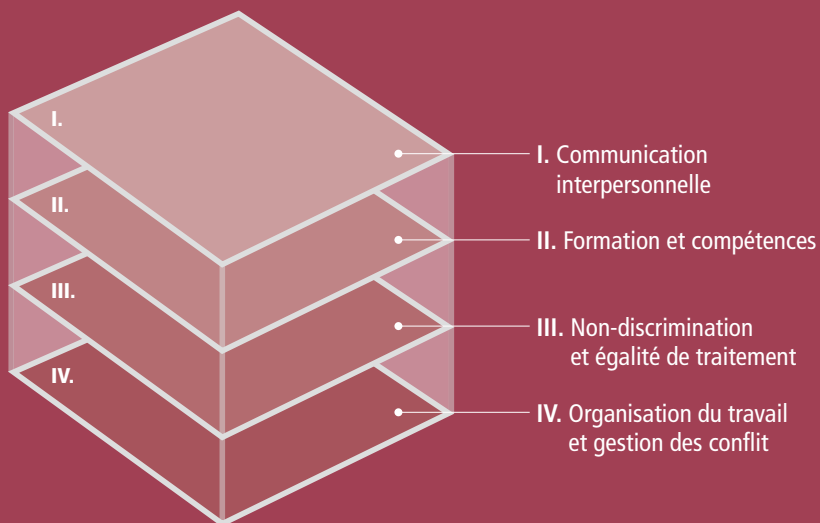 I.
II.
III.
IV.
I. Communication
interpersonnelle
II. Formation et compétences
III. Non-discrimination
et égalité de traitement
IV. Organisation du travail
et gestion des conflit